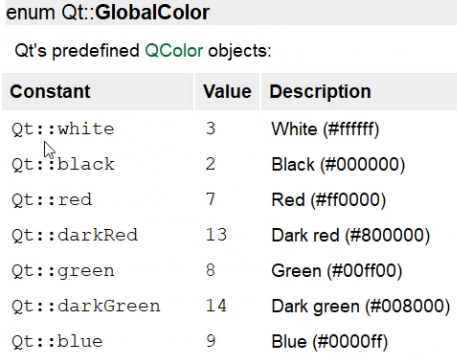 enum Qt::GlobalColor
Qt's predefined QColor objects:
Constant Value Description
Qt::white 3 White (#ffffff)
Qt::black 2 Black (#000000)
Qt::red 7 Red (#ff0000)
Qt::darkRed 13 Dark red (#800000)
Qt::green 8 Green (#00ff00)
Qt::darkGreen 14 Dark green (#008000)
Qt::blue 9 Blue (#0000ff)